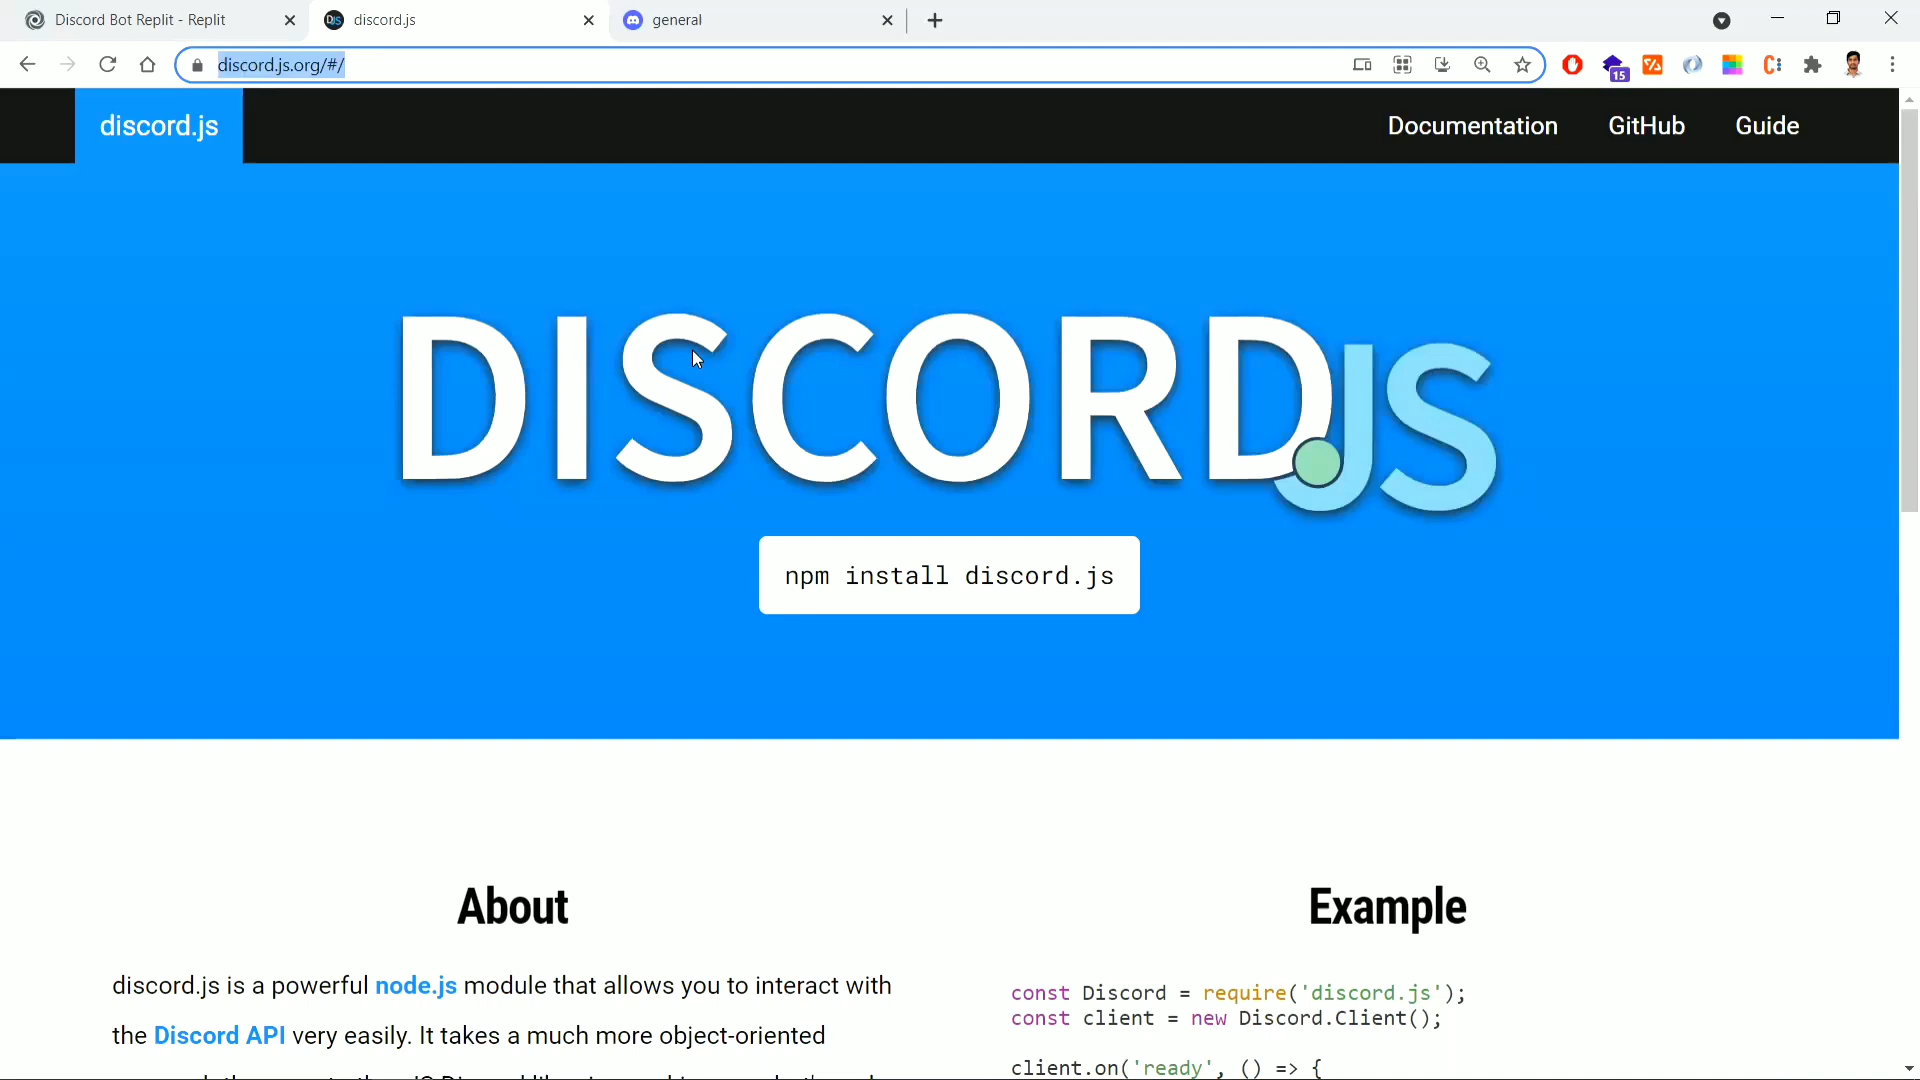 Discord Bot Replit - Replit
discord.js
general
discord.js.org/#/
15
discord.js
Documentation
GitHub
Guide
DISCORD.JS
npm install discord.js
About
Example
discord.js is a powerful node.js module that allows you to interact with
the Discord API very easily. It takes a much more object-oriented
const Discord = require('discord.js');
const client = new Discord.Client();
client.on('ready', () => {